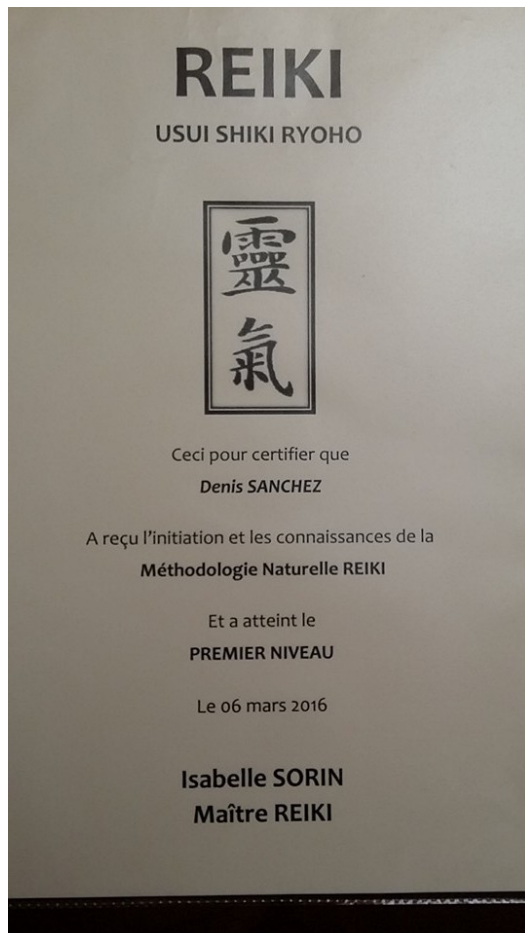 REIKI
USUI SHIKI RYOHO
靈
氣
Ceci pour certifier que
Denis SANCHEZ
A reçu l'initiation et les connaissances de la
Méthodologie Naturelle REIKI
Et a atteint le
PREMIER NIVEAU
Le 06 mars 2016
Isabelle SORIN
Maître REIKI